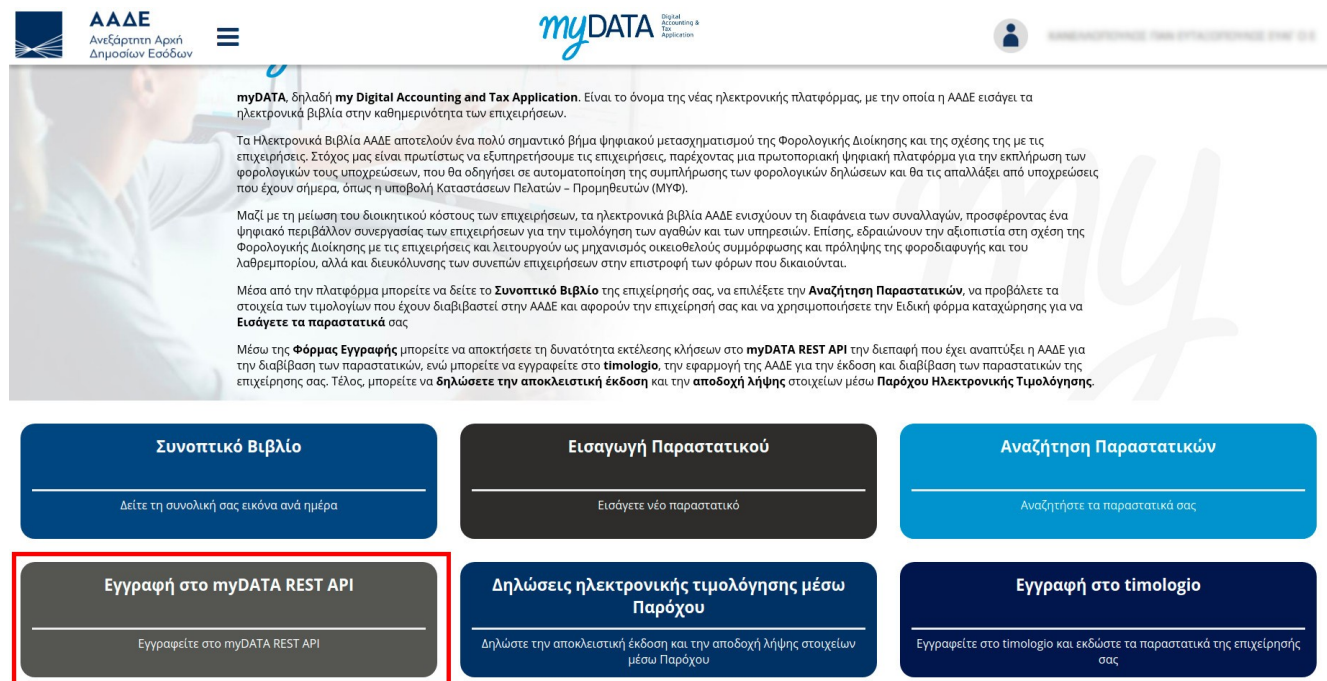 ΑΑΔΕ
Ανεξάρτητη Αρχή
Δημοσίων Εσόδων
myDATA
Digital
Accounting &
Tax
Application
myDATA, δηλαδή my Digital Accounting and Tax Application. Είναι το όνομα της νέας ηλεκτρονικής πλατφόρμας, με την οποία η ΑΑΔΕ εισάγει τα
ηλεκτρονικά βιβλία στην καθημερινότητα των επιχειρήσεων.
Τα Ηλεκτρονικά Βιβλία ΑΑΔΕ αποτελούν ένα πολύ σημαντικό βήμα ψηφιακού μετασχηματισμού της Φορολογικής Διοίκησης και της σχέσης της με τις
επιχειρήσεις. Στόχος μας είναι πρωτίστως να εξυπηρετήσουμε τις επιχειρήσεις, παρέχοντας μια πρωτοποριακή ψηφιακή πλατφόρμα για την εκπλήρωση των
φορολογικών τους υποχρεώσεων, που θα οδηγήσει σε αυτοματοποίηση της συμπλήρωσης των φορολογικών δηλώσεων και θα τις απαλλάξει από υποχρεώσεις
που έχουν σήμερα, όπως η υποβολή Καταστάσεων Πελατών – Προμηθευτών (ΜΥΦ).
Μαζί με τη μείωση του διοικητικού κόστους των επιχειρήσεων, τα ηλεκτρονικά βιβλία ΑΑΔΕ ενισχύουν τη διαφάνεια των συναλλαγών, προσφέροντας ένα
ψηφιακό περιβάλλον συνεργασίας των επιχειρήσεων για την τιμολόγηση των αγαθών και των υπηρεσιών. Επίσης, εδραιώνουν την αξιοπιστία στη σχέση της
Φορολογικής Διοίκησης με τις επιχειρήσεις και λειτουργούν ως μηχανισμός οικειοθελούς συμμόρφωσης και πρόληψης της φοροδιαφυγής και του
λαθρεμπορίου, αλλά και διευκόλυνσης των συνεπών επιχειρήσεων στην επιστροφή των φόρων που δικαιούνται.
Μέσα από την πλατφόρμα μπορείτε να δείτε το Συνοπτικό Βιβλίο της επιχείρησής σας, να επιλέξετε την Αναζήτηση Παραστατικών, να προβάλετε τα
στοιχεία των τιμολογίων που έχουν διαβιβαστεί στην ΑΑΔΕ και αφορούν την επιχείρησή σας και να χρησιμοποιήσετε την Ειδική φόρμα καταχώρησης για να
Εισάγετε τα παραστατικά σας
Μέσω της Φόρμας Εγγραφής μπορείτε να αποκτήσετε τη δυνατότητα εκτέλεσης κλήσεων στο myDATA REST API την διεπαφή που έχει αναπτύξει η ΑΑΔΕ για
την διαβίβαση των παραστατικών, ενώ μπορείτε να εγγραφείτε στο timologio, την εφαρμογή της ΑΑΔΕ για την έκδοση και διαβίβαση των παραστατικών της
επιχείρησης σας. Τέλος, μπορείτε να δηλώσετε την αποκλειστική έκδοση και την αποδοχή λήψης στοιχείων μέσω Παρόχου Ηλεκτρονικής Τιμολόγησης.
my
Συνοπτικό Βιβλίο
Δείτε τη συνολική σας εικόνα ανά ημέρα
Εισαγωγή Παραστατικού
Εισάγετε νέο παραστατικό
Αναζήτηση Παραστατικών
Αναζητήστε τα παραστατικά σας
Εγγραφή στο myDATA REST API
Εγγραφείτε στο myDATA REST API
Δηλώσεις ηλεκτρονικής τιμολόγησης μέσω
Παρόχου
Δηλώστε την αποκλειστική έκδοση και την αποδοχή λήψης στοιχείων
μέσω Παρόχου
Εγγραφή στο timologio
Εγγραφείτε στο timologio και εκδώστε τα παραστατικά της επιχείρησής
σας